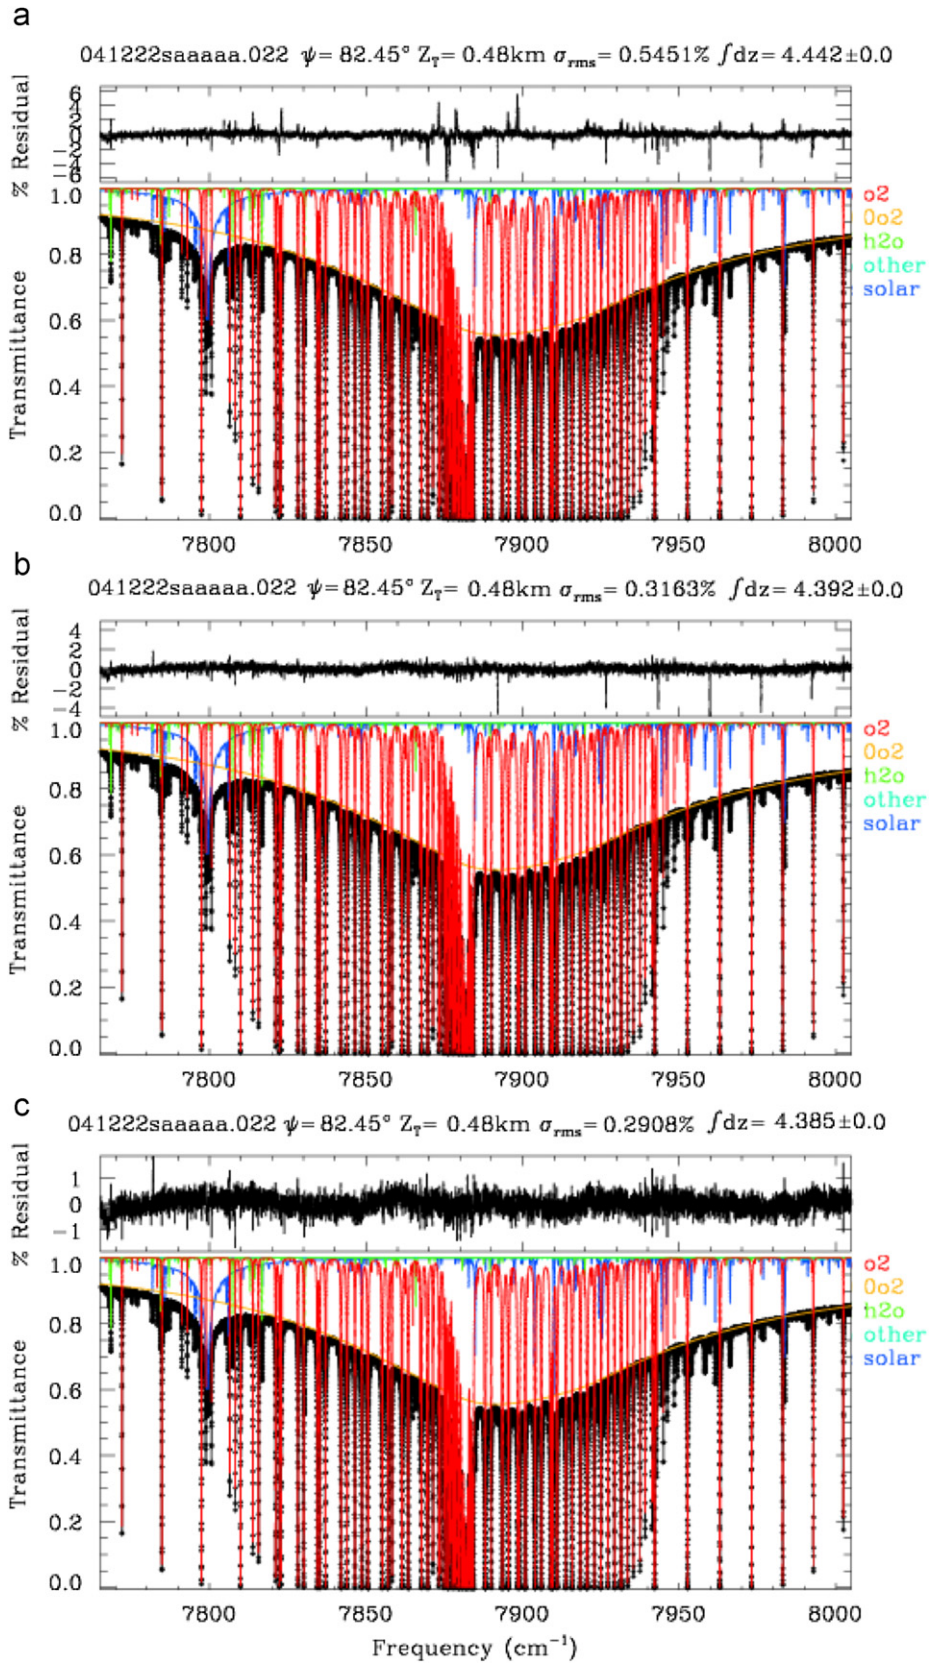 a
041222saaaaa.022 ψ= 82.45° Z_T= 0.48km σ_rms= 0.5451% ∫dz= 4.442±0.0
% Residual
6
4
2
0
−2
−4
−6
Transmittance
1.0
0.8
0.6
0.4
0.2
0.0
o2
0o2
h2o
other
solar
7800 7850 7900 7950 8000
b
041222saaaaa.022 ψ= 82.45° Z_T= 0.48km σ_rms= 0.3163% ∫dz= 4.392±0.0
% Residual
4
2
0
−2
−4
Transmittance
1.0
0.8
0.6
0.4
0.2
0.0
o2
0o2
h2o
other
solar
7800 7850 7900 7950 8000
c
041222saaaaa.022 ψ= 82.45° Z_T= 0.48km σ_rms= 0.2908% ∫dz= 4.385±0.0
% Residual
1
0
−1
Transmittance
1.0
0.8
0.6
0.4
0.2
0.0
o2
0o2
h2o
other
solar
7800 7850 7900 7950 8000
Frequency (cm⁻¹)